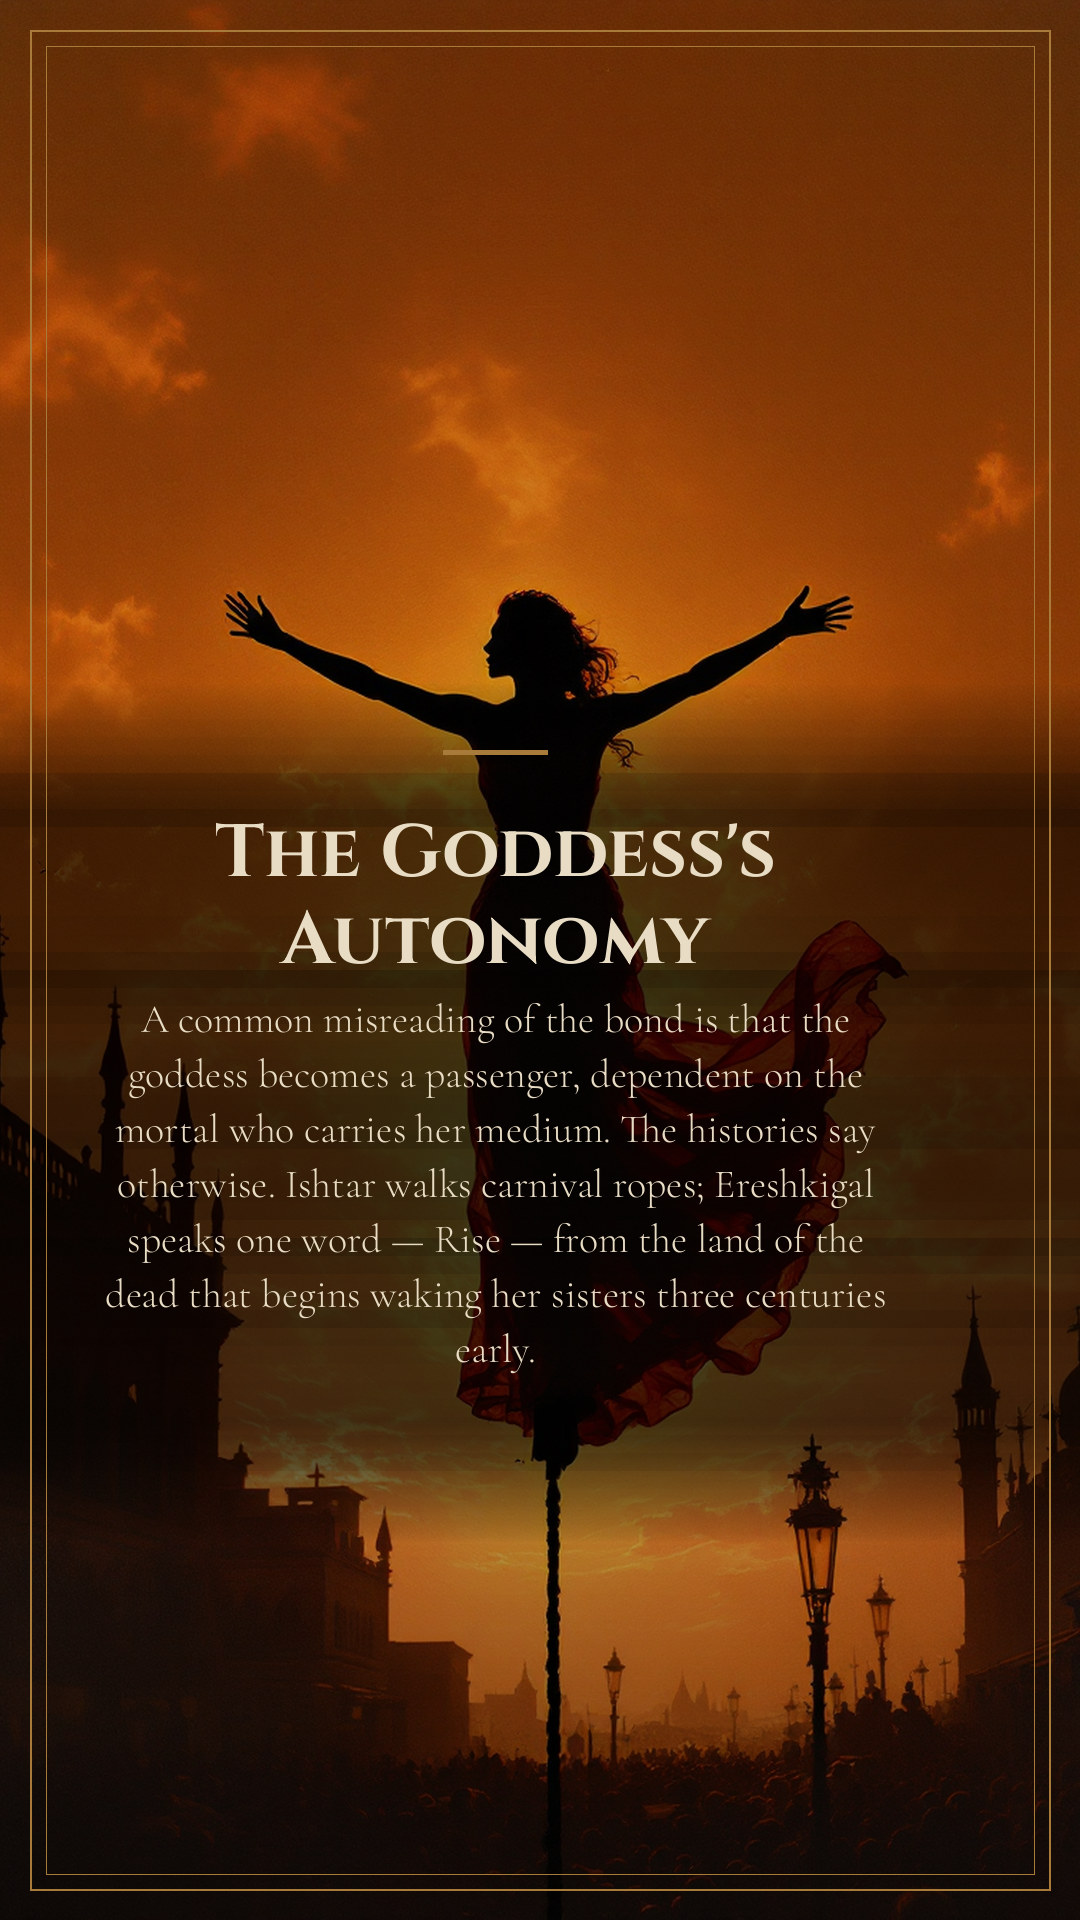 The Goddess's
Autonomy
A common misreading of the bond is that the
goddess becomes a passenger, dependent on the
mortal who carries her medium. The histories say
otherwise. Ishtar walks carnival ropes; Ereshkigal
speaks one word — Rise — from the land of the
dead that begins waking her sisters three centuries
early.